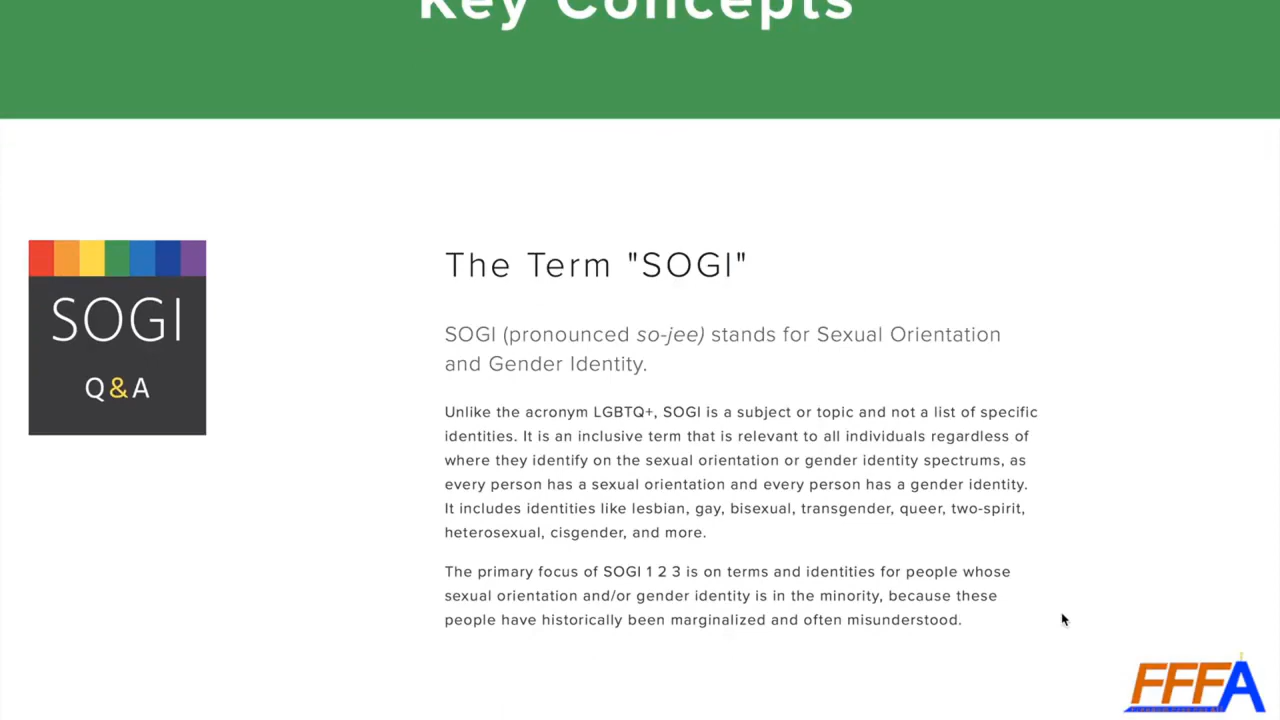 Key Concepts
SOGI
Q&A
The Term "SOGI"
SOGI (pronounced so-jee) stands for Sexual Orientation
and Gender Identity.
Unlike the acronym LGBTQ+, SOGI is a subject or topic and not a list of specific
identities. It is an inclusive term that is relevant to all individuals regardless of
where they identify on the sexual orientation or gender identity spectrums, as
every person has a sexual orientation and every person has a gender identity.
It includes identities like lesbian, gay, bisexual, transgender, queer, two-spirit,
heterosexual, cisgender, and more.
The primary focus of SOGI 1 2 3 is on terms and identities for people whose
sexual orientation and/or gender identity is in the minority, because these
people have historically been marginalized and often misunderstood.
FFFA